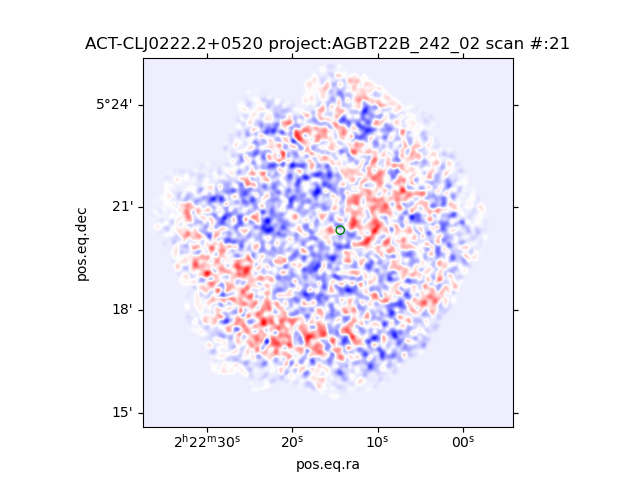 ACT-CLJ0222.2+0520 project:AGBT22B_242_02 scan #:21
5°24'
21'
18'
15'
pos.eq.dec
2ʰ22ᵐ30ˢ 20ˢ 10ˢ 00ˢ
pos.eq.ra